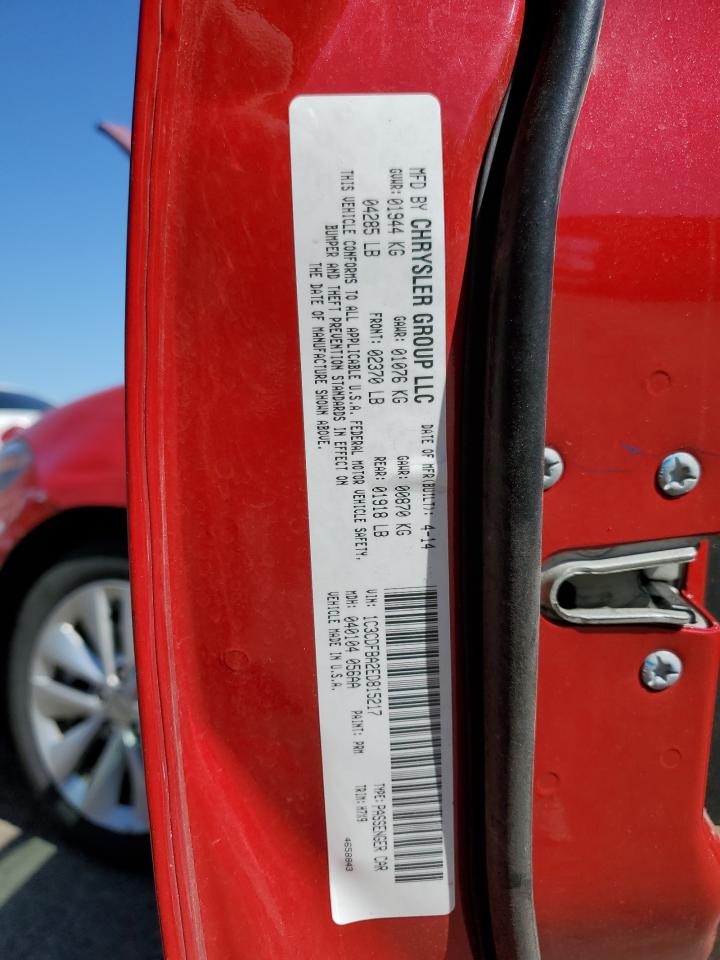 MFD BY CHRYSLER GROUP LLC DATE OF MFR(BUILT): 4-14
GVWR: 01944 KG GAWR: 01076 KG GAWR: 00870 KG
04285 LB FRONT: 02370 LB REAR: 01918 LB
THIS VEHICLE CONFORMS TO ALL APPLICABLE U.S.A. FEDERAL MOTOR VEHICLE SAFETY,
BUMPER AND THEFT PREVENTION STANDARDS IN EFFECT ON
THE DATE OF MANUFACTURE SHOWN ABOVE.
VIN: 1C3CDFBA2ED815217 TYPE: PASSENGER CAR
MDH: 040104 056AA PAINT: PRM TRIM: H7X9
VEHICLE MADE IN U.S.A. 4658843